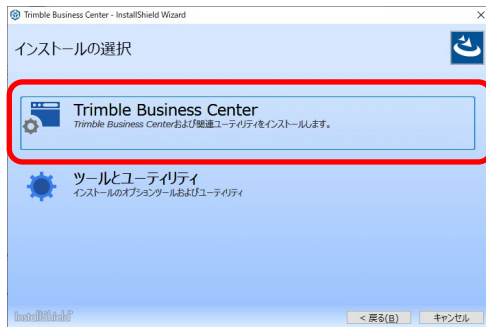 Trimble Business Center - InstallShield Wizard
インストールの選択
Trimble Business Center
Trimble Business Centerおよび関連ユーティリティをインストールします。
ツールとユーティリティ
インストールのオプションツールおよびユーティリティ
InstallShield
< 戻る(B)
キャンセル